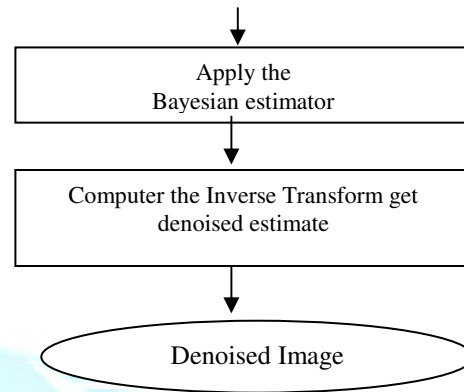 Apply the
Bayesian estimator
Computer the Inverse Transform get
denoised estimate
Denoised Image